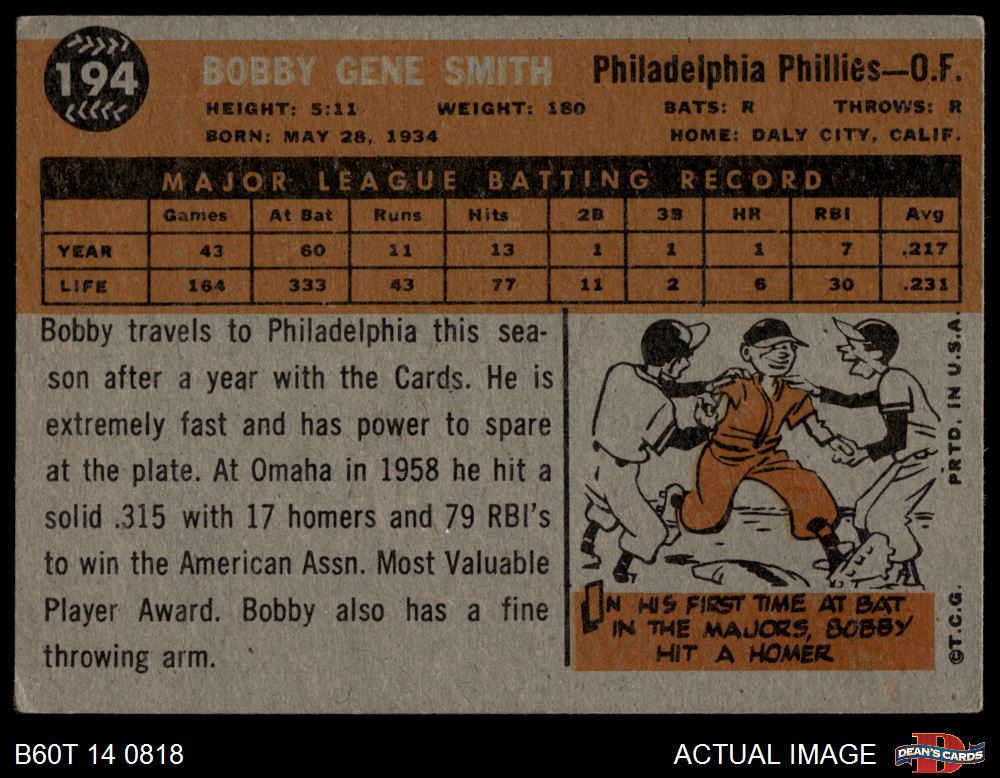 194
BOBBY GENE SMITH Philadelphia Phillies—O.F.
HEIGHT: 5:11 WEIGHT: 180 BATS: R THROWS: R
BORN: MAY 28, 1934 HOME: DALY CITY, CALIF.
MAJOR LEAGUE BATTING RECORD
Games At Bat Runs Hits 2B 3B HR RBI Avg
YEAR 43 60 11 13 1 1 1 7 .217
LIFE 164 333 43 77 11 2 6 30 .231
Bobby travels to Philadelphia this sea-
son after a year with the Cards. He is
extremely fast and has power to spare
at the plate. At Omaha in 1958 he hit a
solid .315 with 17 homers and 79 RBI's
to win the American Assn. Most Valuable
Player Award. Bobby also has a fine
throwing arm.
IN HIS FIRST TIME AT BAT
IN THE MAJORS, BOBBY
HIT A HOMER
©T.C.G. PRTD. IN U.S.A.
B60T 14 0818 ACTUAL IMAGE D DEAN'S CARDS